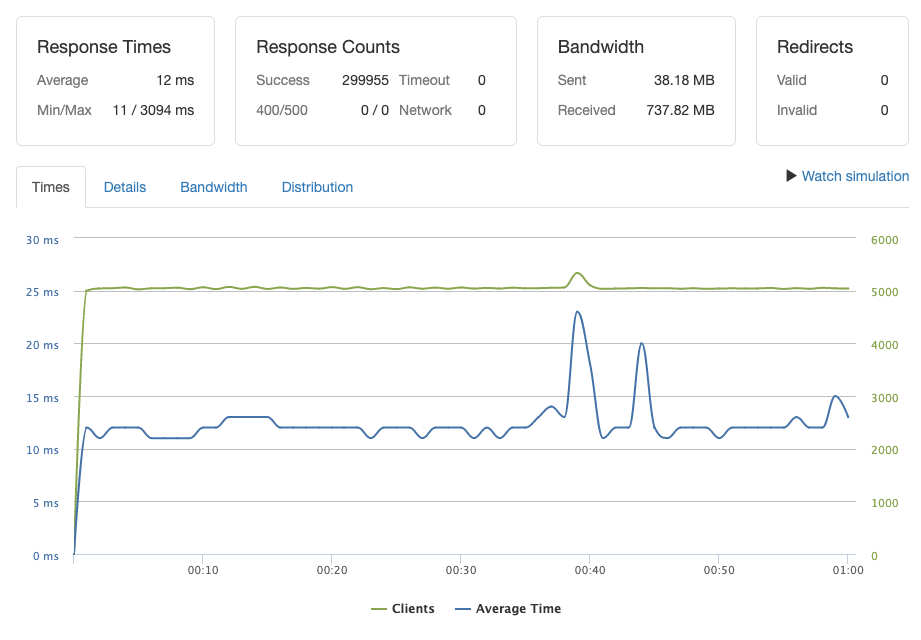 Response Times
Average 12 ms
Min/Max 11 / 3094 ms
Response Counts
Success 299955 Timeout 0
400/500 0 / 0 Network 0
Bandwidth
Sent 38.18 MB
Received 737.82 MB
Redirects
Valid 0
Invalid 0
Times Details Bandwidth Distribution
Watch simulation
30 ms 6000
25 ms 5000
20 ms 4000
15 ms 3000
10 ms 2000
5 ms 1000
0 ms 0
00:10 00:20 00:30 00:40 00:50 01:00
Clients Average Time